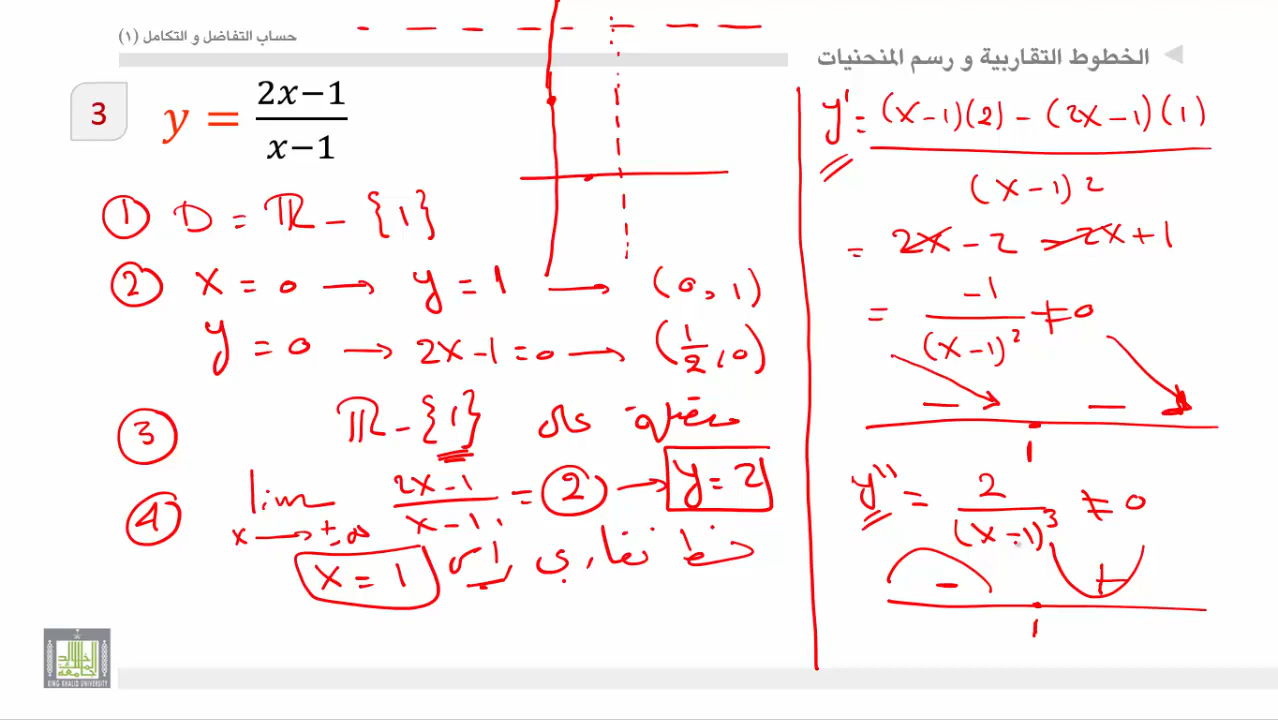 حساب التفاضل و التكامل (١)
الخطوط التقاربية و رسم المنحنيات
3
y = (2x−1)/(x−1)
① D = ℝ - {1}
② x = 0 → y = 1 → (0, 1)
y = 0 → 2x-1 = 0 → (1/2, 0)
③ ℝ - {1}
④ lim x→±∞ (2x-1)/(x-1) = 2 → y = 2
x = 1 خط تقاربي
y' = ((x-1)(2) - (2x-1)(1))/(x-1)2
= 2x - 2 - 2x + 1
= -1/(x-1)² ≠ 0
- -
1
y'' = 2/(x-1)³ ≠ 0
- +
1
KING KHALID UNIVERSITY